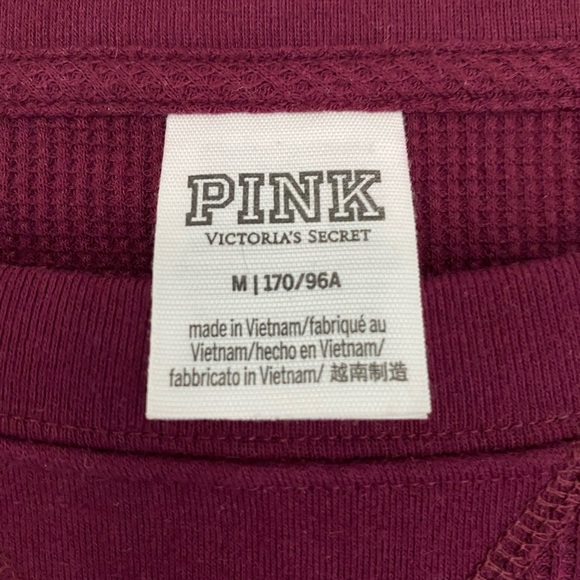 PINK
VICTORIA'S SECRET
M | 170/96A
made in Vietnam/fabriqué au
Vietnam/hecho en Vietnam/
fabbricato in Vietnam/ 越南制造